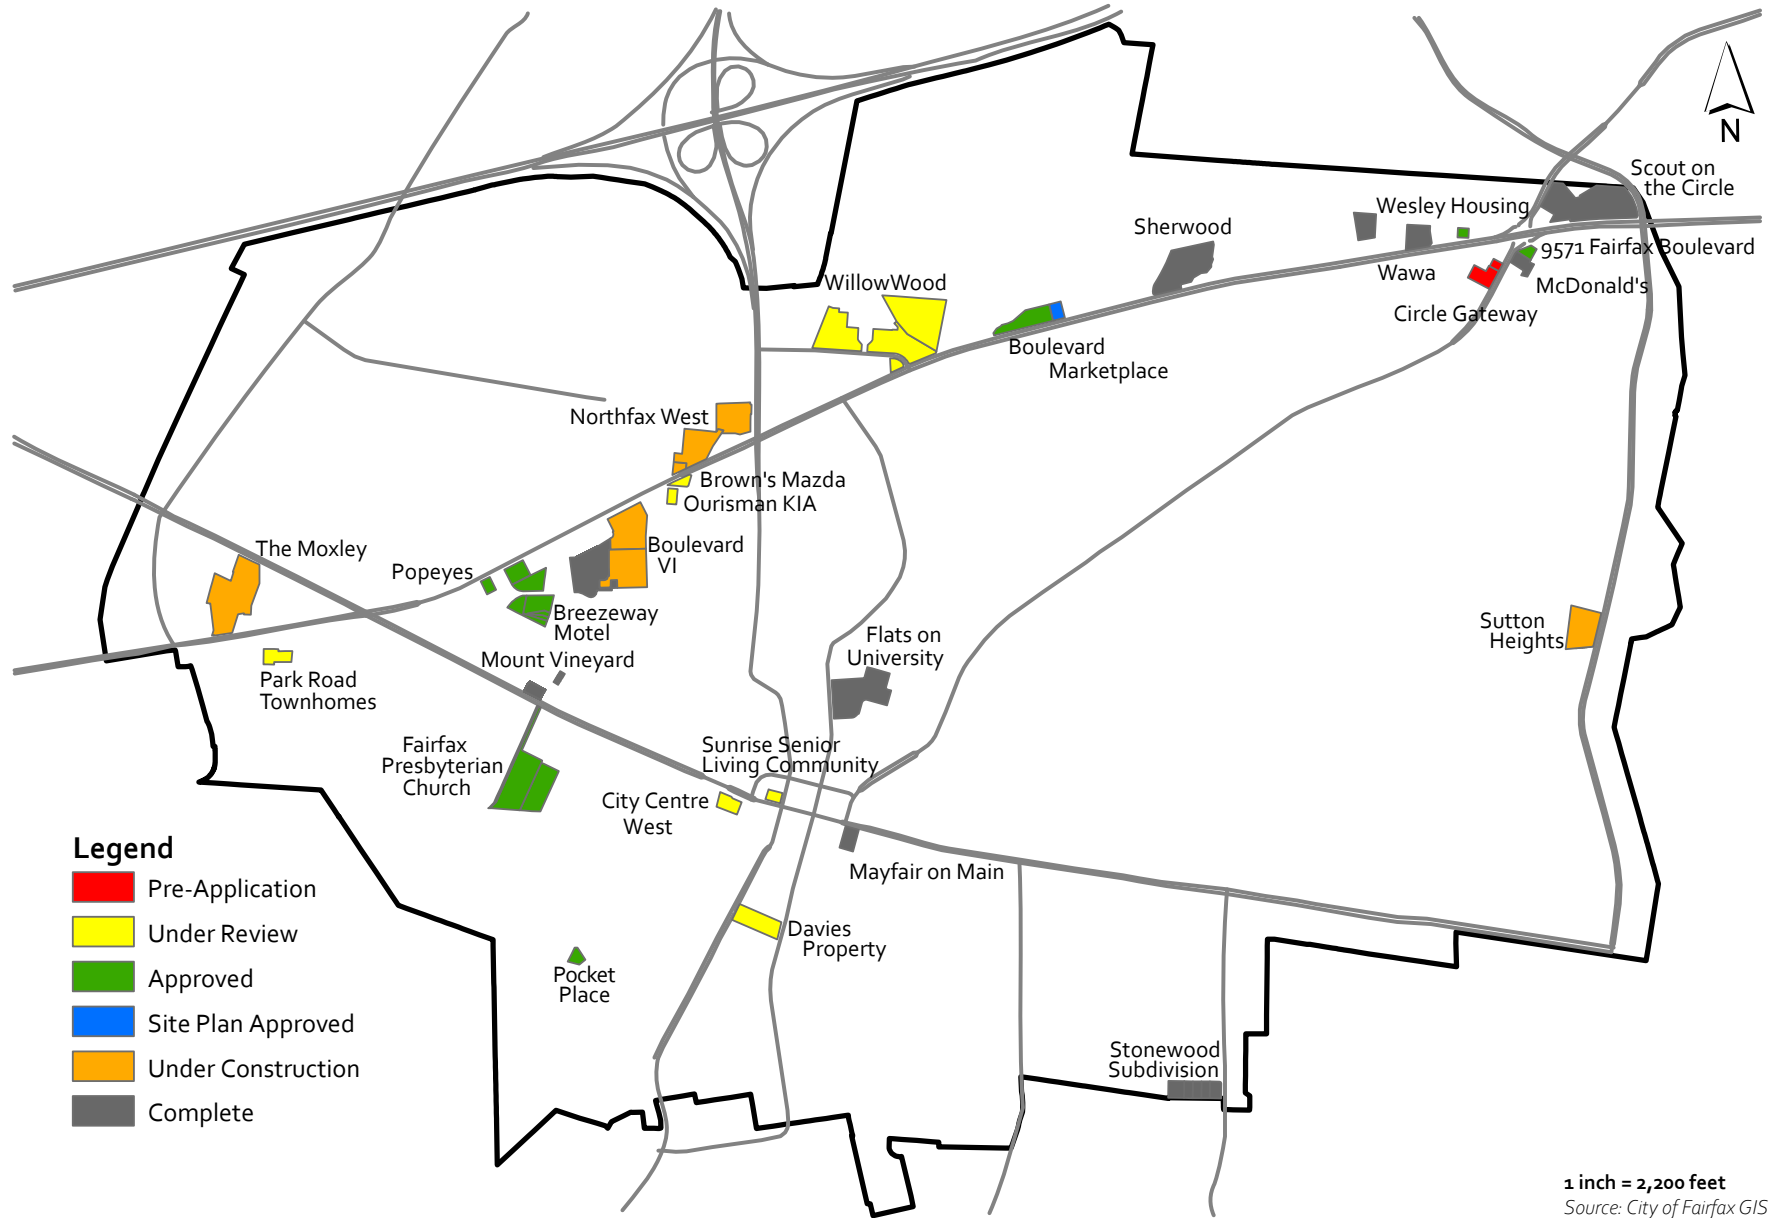 N
Scout on
the Circle
Wesley Housing
Sherwood
9571 Fairfax Boulevard
Wawa
McDonald's
WillowWood
Circle Gateway
Boulevard
Marketplace
Northfax West
Brown's Mazda
Ourisman KIA
The Moxley
Boulevard
VI
Popeyes
Breezeway
Motel
Sutton
Heights
Flats on
University
Mount Vineyard
Park Road
Townhomes
Fairfax
Presbyterian
Church
Sunrise Senior
Living Community
City Centre
West
Mayfair on Main
Davies
Property
Pocket
Place
Stonewood
Subdivision
Legend
Pre-Application
Under Review
Approved
Site Plan Approved
Under Construction
Complete
1 inch = 2,200 feet
Source: City of Fairfax GIS